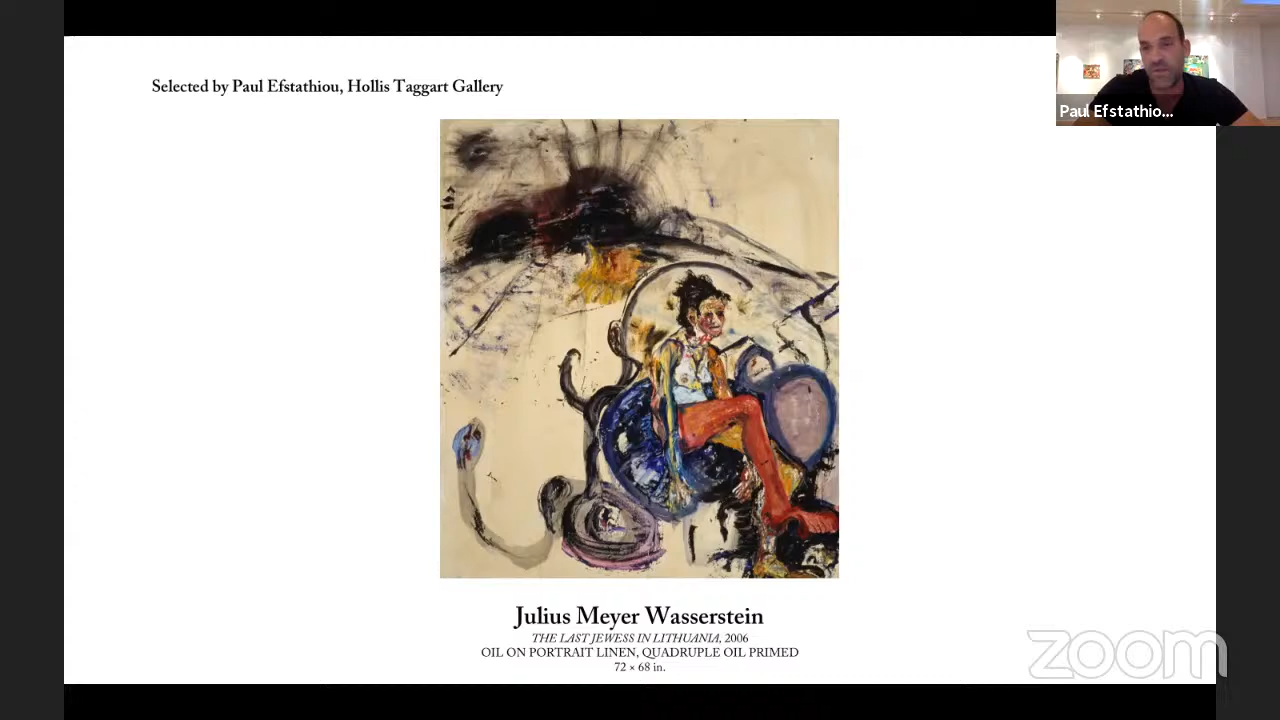 Selected by Paul Efstathiou, Hollis Taggart Gallery
Paul Efstathio...
Julius Meyer Wasserstein
THE LAST JEWESS IN LITHUANIA, 2006
OIL ON PORTRAIT LINEN, QUADRUPLE OIL PRIMED
72 × 68 in.
zoom